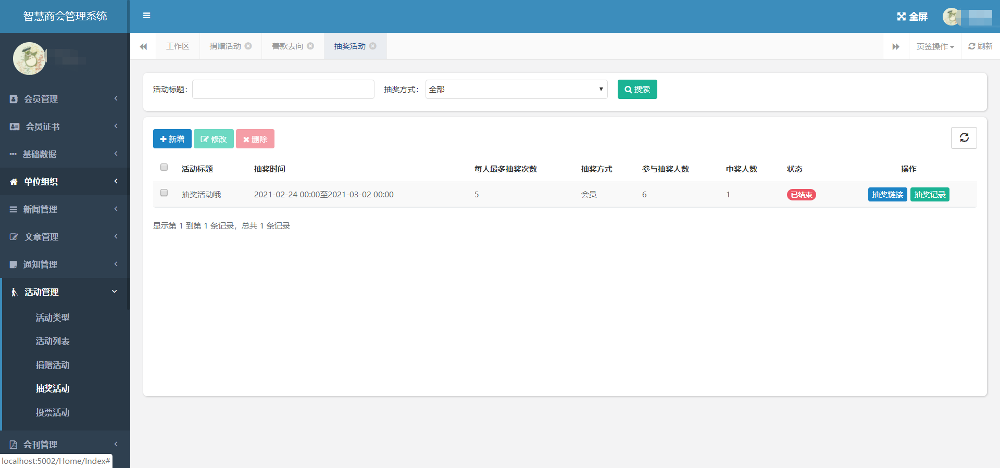 智慧商会管理系统
全屏
工作区
捐赠活动
善款去向
抽奖活动
页签操作
刷新
会员管理
会员证书
基础数据
单位组织
新闻管理
文章管理
通知管理
活动管理
活动类型
活动列表
捐赠活动
抽奖活动
投票活动
会刊管理
localhost:5002/Home/Index#
活动标题：
抽奖方式： 全部
搜索
新增 修改 删除
活动标题 抽奖时间 每人最多抽奖次数 抽奖方式 参与抽奖人数 中奖人数 状态 操作
抽奖活动哦 2021-02-24 00:00至2021-03-02 00:00 5 会员 6 1 已结束 抽奖链接 抽奖记录
显示第 1 到第 1 条记录，总共 1 条记录